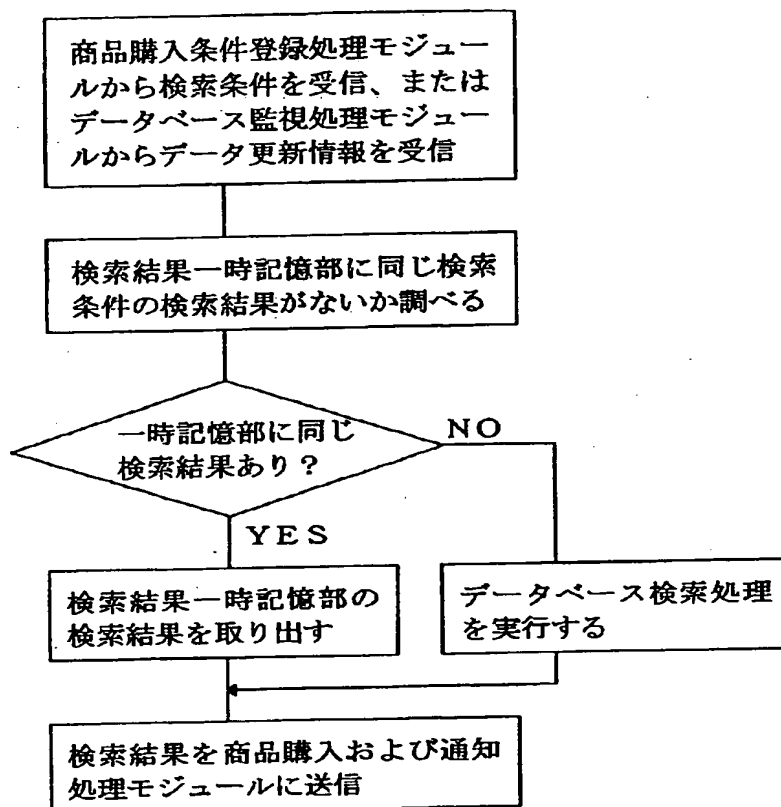 商品購入条件登録処理モジュー
ルから検索条件を受信、または
データベース監視処理モジュー
ルからデータ更新情報を受信
検索結果一時記憶部に同じ検索
条件の検索結果がないか調べる
一時記憶部に同じ
検索結果あり？
NO
YES
検索結果一時記憶部の
検索結果を取り出す
データベース検索処理
を実行する
検索結果を商品購入および通知
処理モジュールに送信